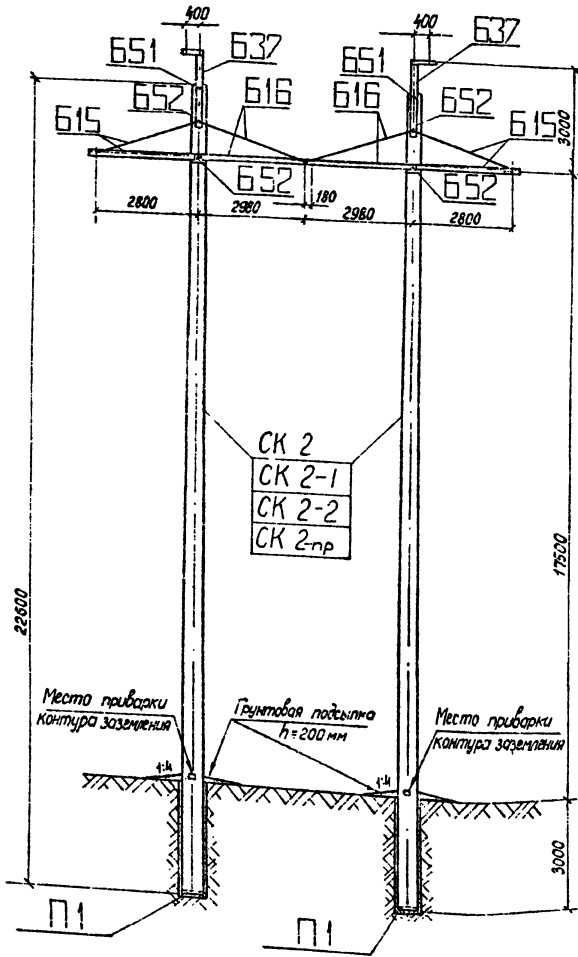 400
400
Б51
Б37
Б37
Б51
Б52
Б16
Б16
Б52
Б15
Б15
3000
Б52
Б52
180
2800
2980
2980
2800
СК 2
СК 2-1
СК 2-2
СК 2-пр
22600
17500
Место приварки
контура заземления
Грунтовая подсыпка
h=200 мм
Место приварки
контура заземления
1:4
1:4
3000
П1
П1